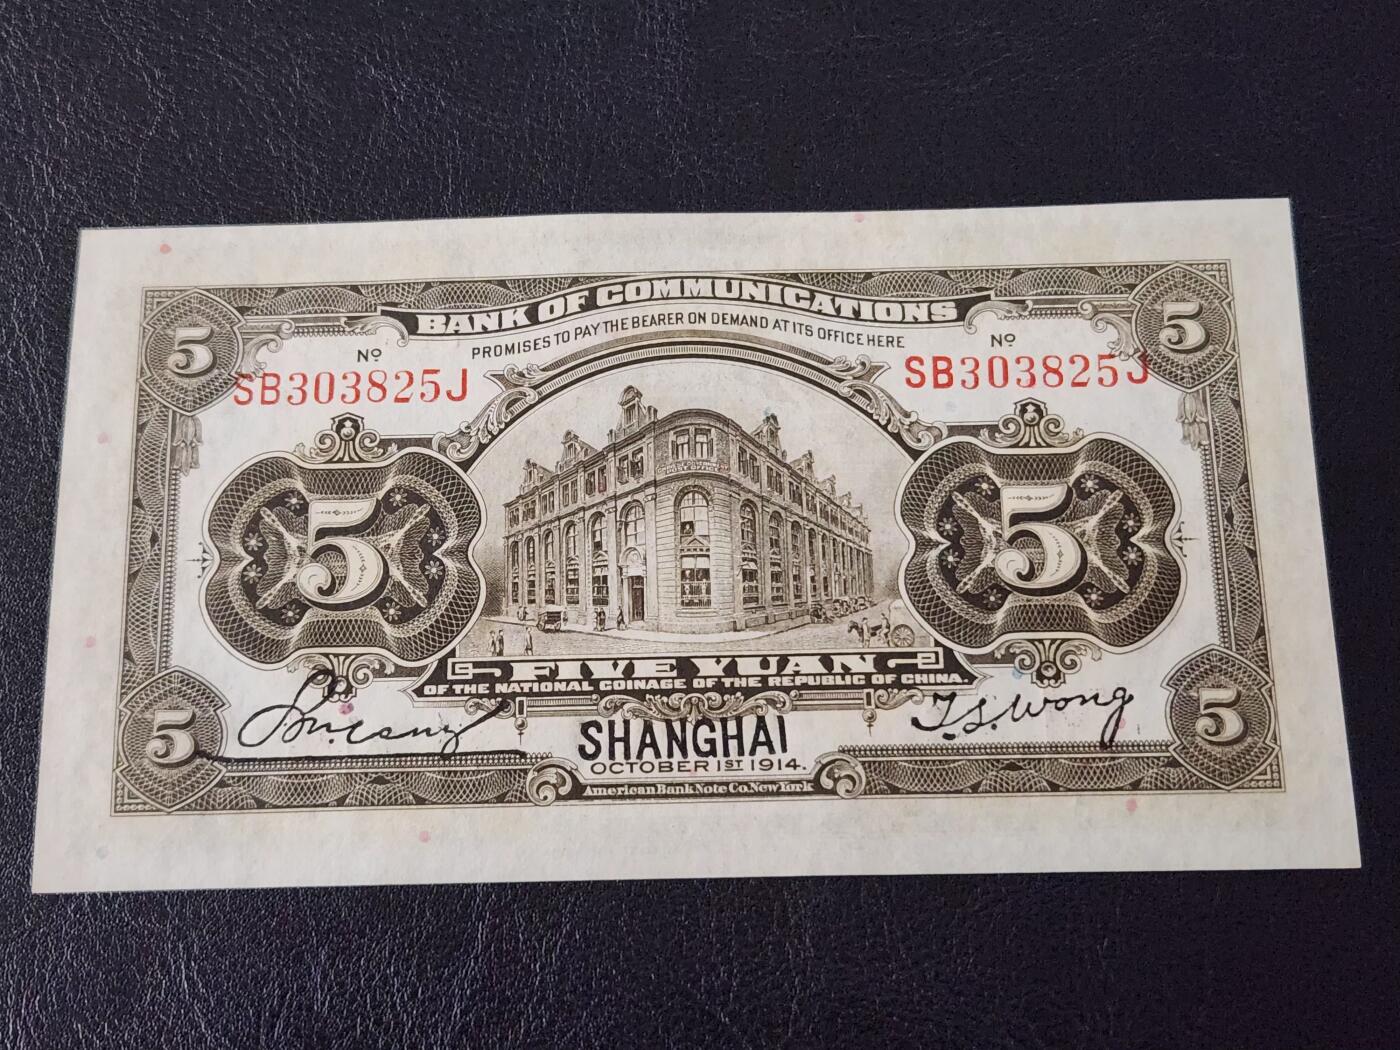 BANK OF COMMUNICATIONS
PROMISES TO PAY THE BEARER ON DEMAND AT ITS OFFICE HERE
5
5
Nº
Nº
SB303825J
SB303825J
5
5
FIVE YUAN
OF THE NATIONAL COINAGE OF THE REPUBLIC OF CHINA.
T.S. Wong
5
5
SHANGHAI
OCTOBER 1ST 1914.
American Bank Note Co. New York